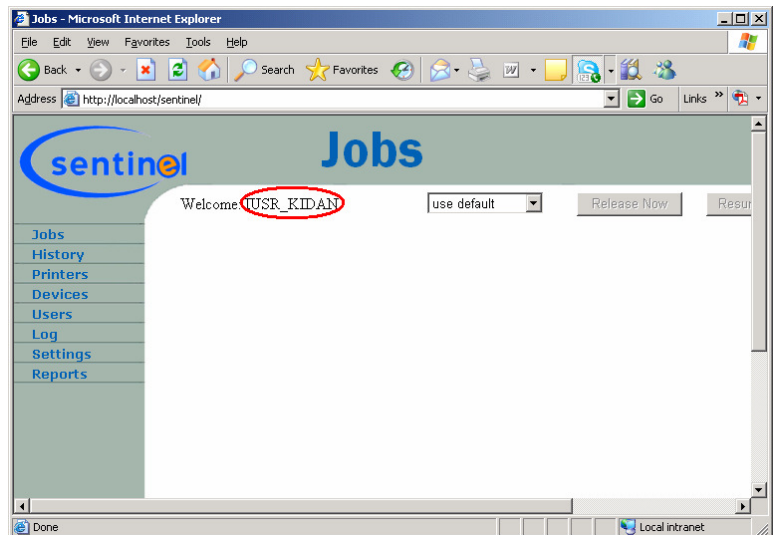 Jobs - Microsoft Internet Explorer
File Edit View Favorites Tools Help
Back Search Favorites
Address http://localhost/sentinel/ Go Links »
sentinel
Jobs
Welcome: IUSR_KIDAN use default Release Now Resur
Jobs
History
Printers
Devices
Users
Log
Settings
Reports
Done Local intranet